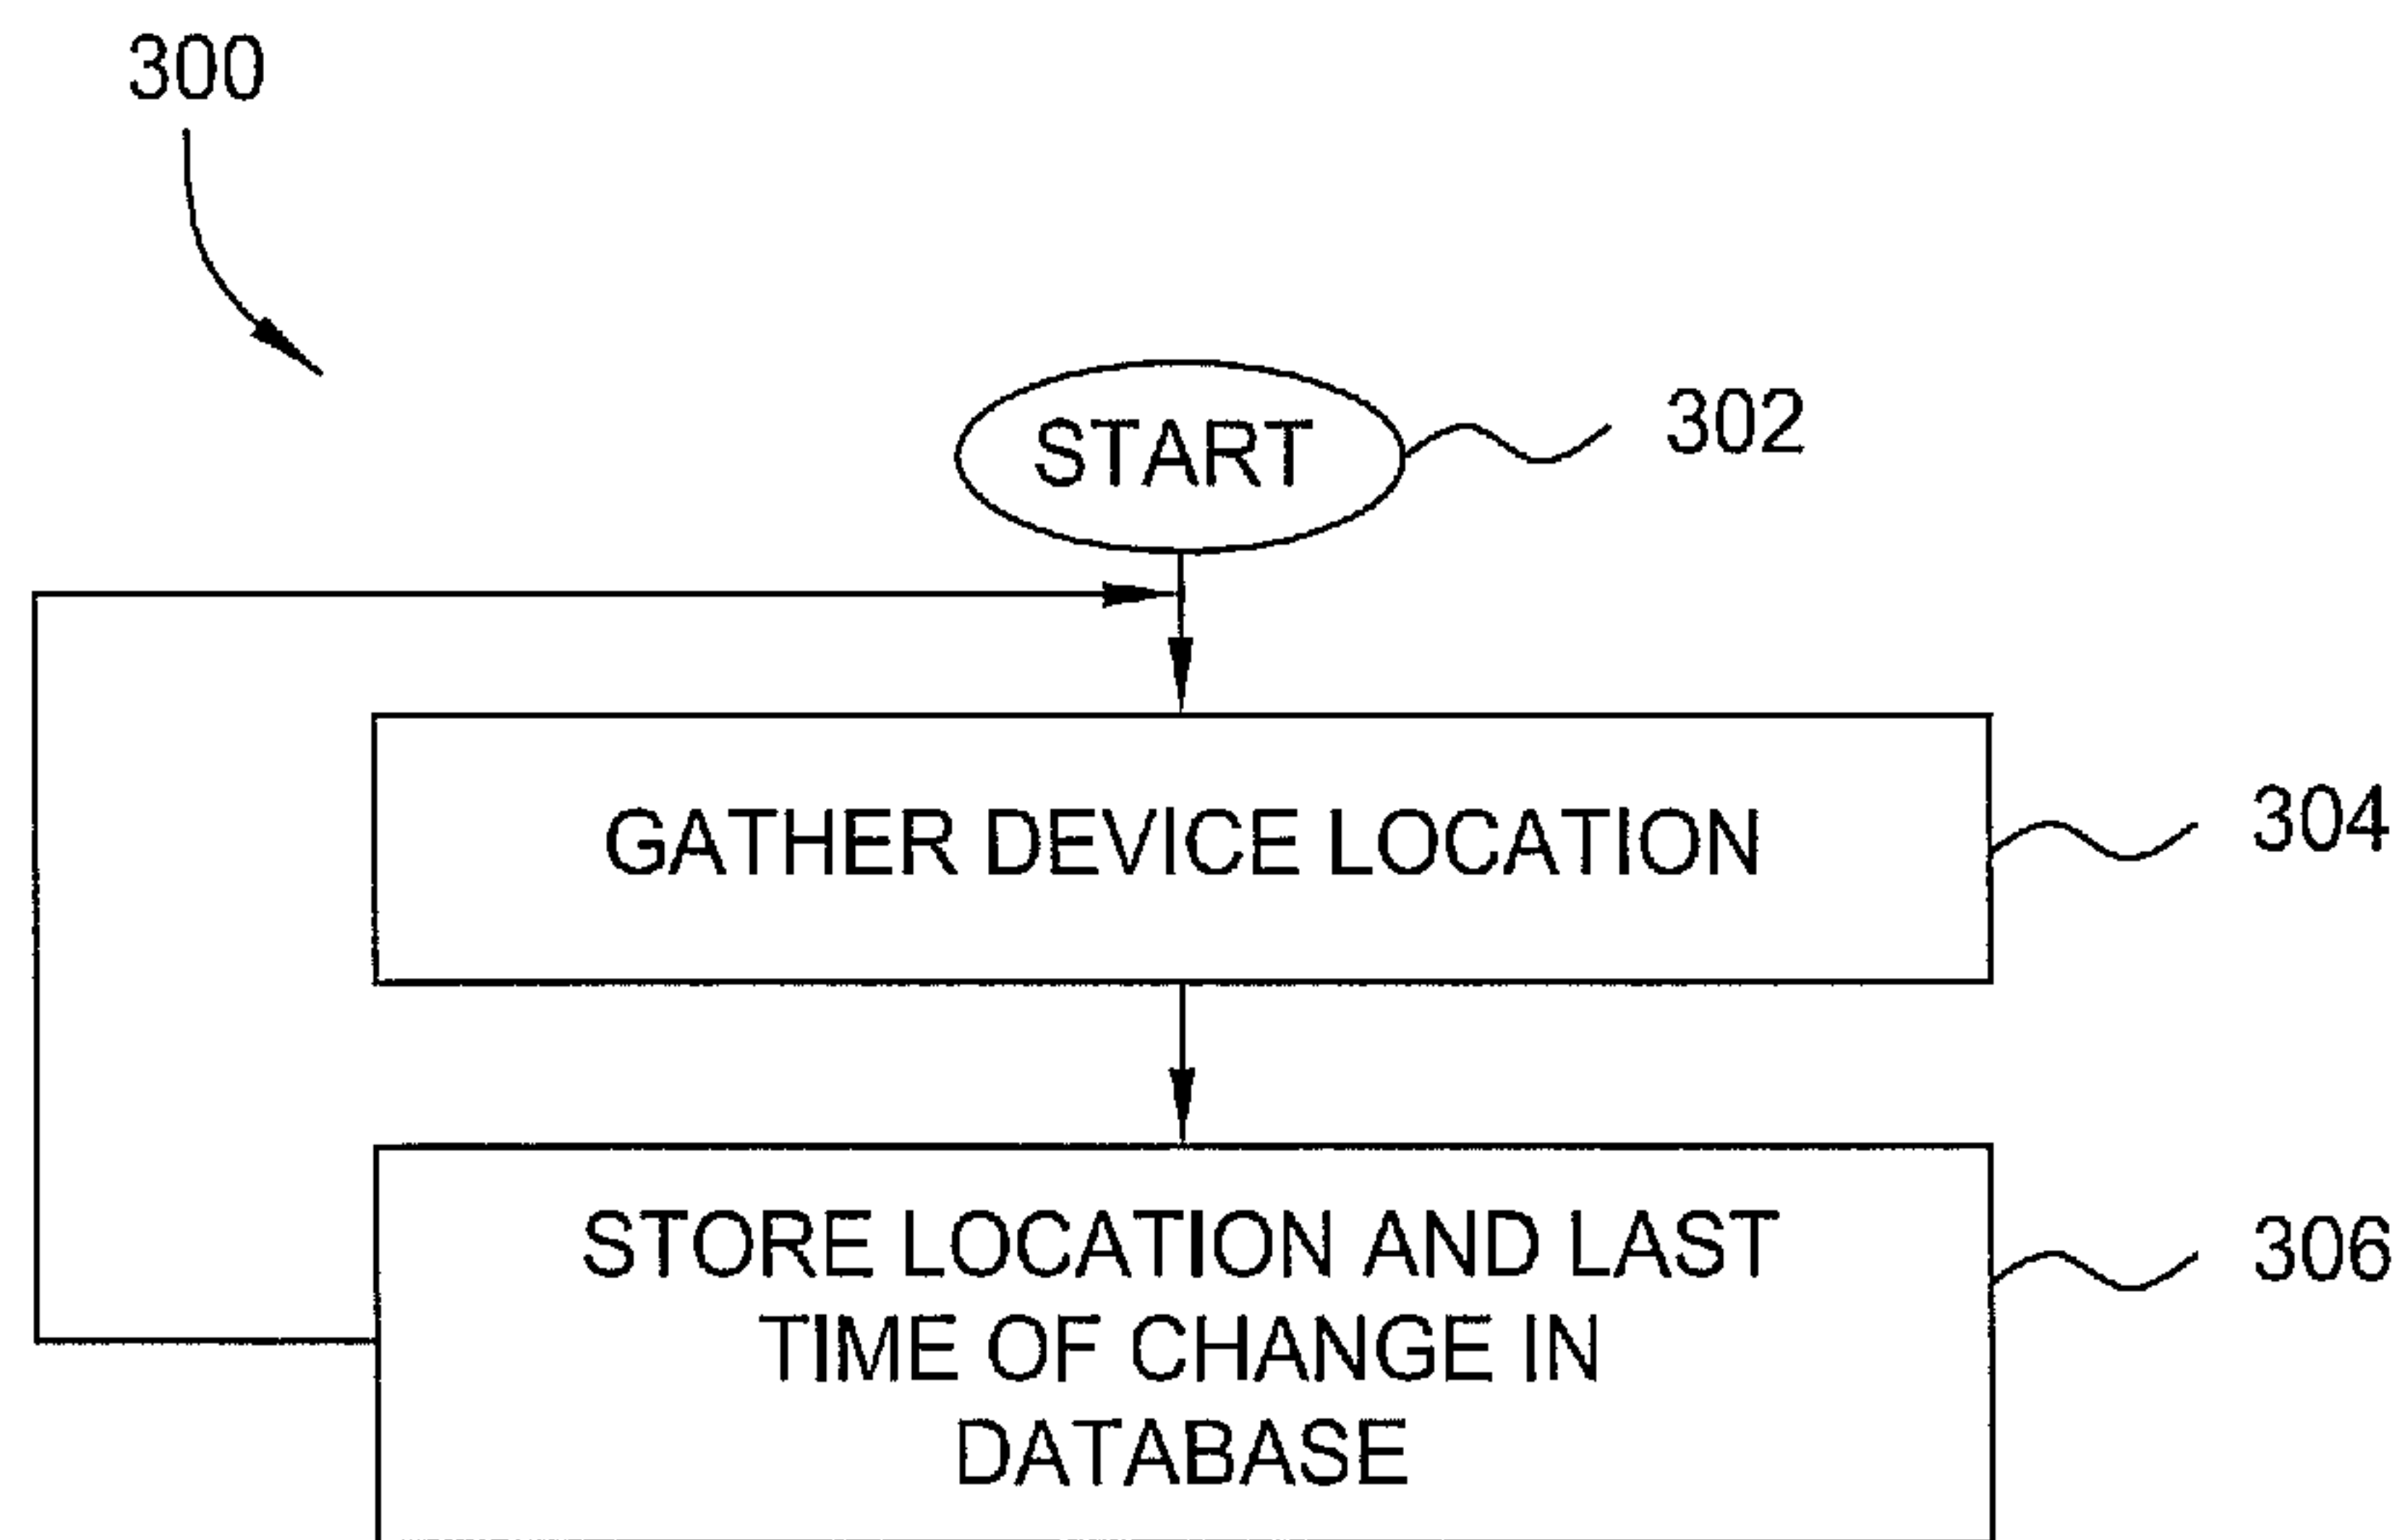 300
START
302
GATHER DEVICE LOCATION
304
STORE LOCATION AND LAST
TIME OF CHANGE IN
DATABASE
306